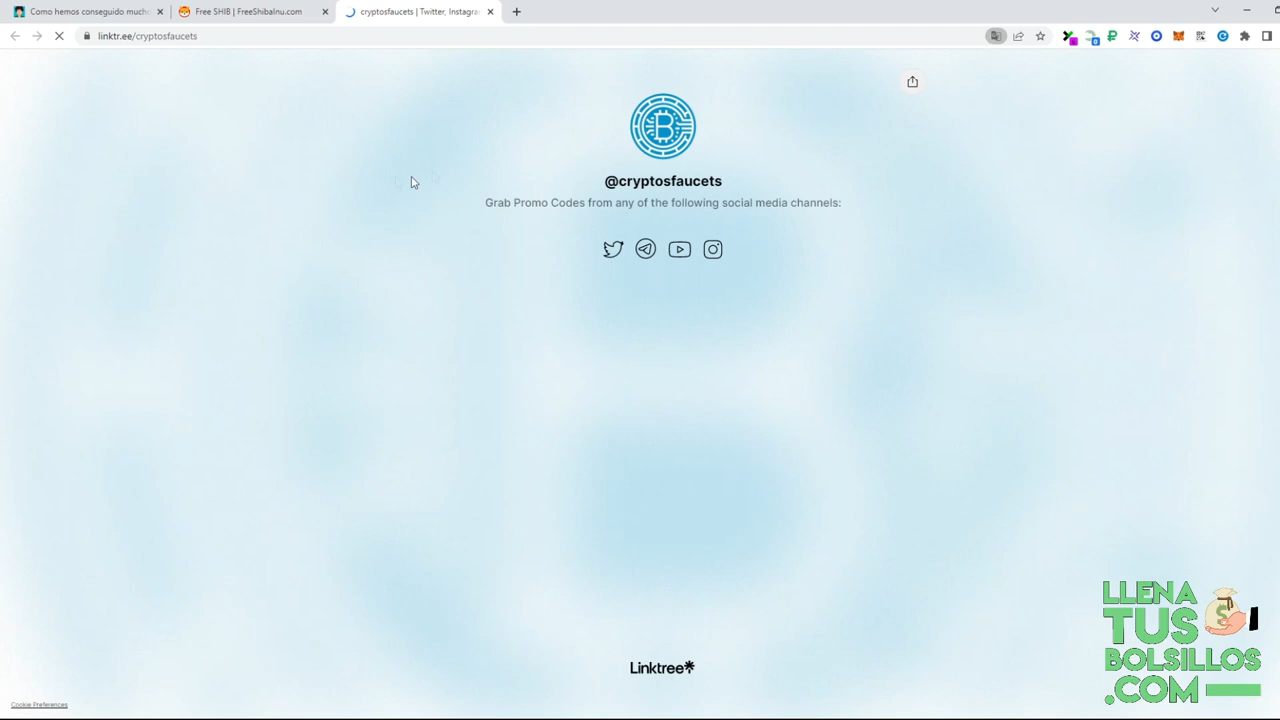 Como hemos conseguido mucho
Free SHIB | FreeShibaInu.com
cryptosfaucets | Twitter, Instagra
linktr.ee/cryptosfaucets
@cryptosfaucets
Grab Promo Codes from any of the following social media channels:
Linktree
LLENA
TUS
BOLSILLOS
.COM
Cookie Preferences